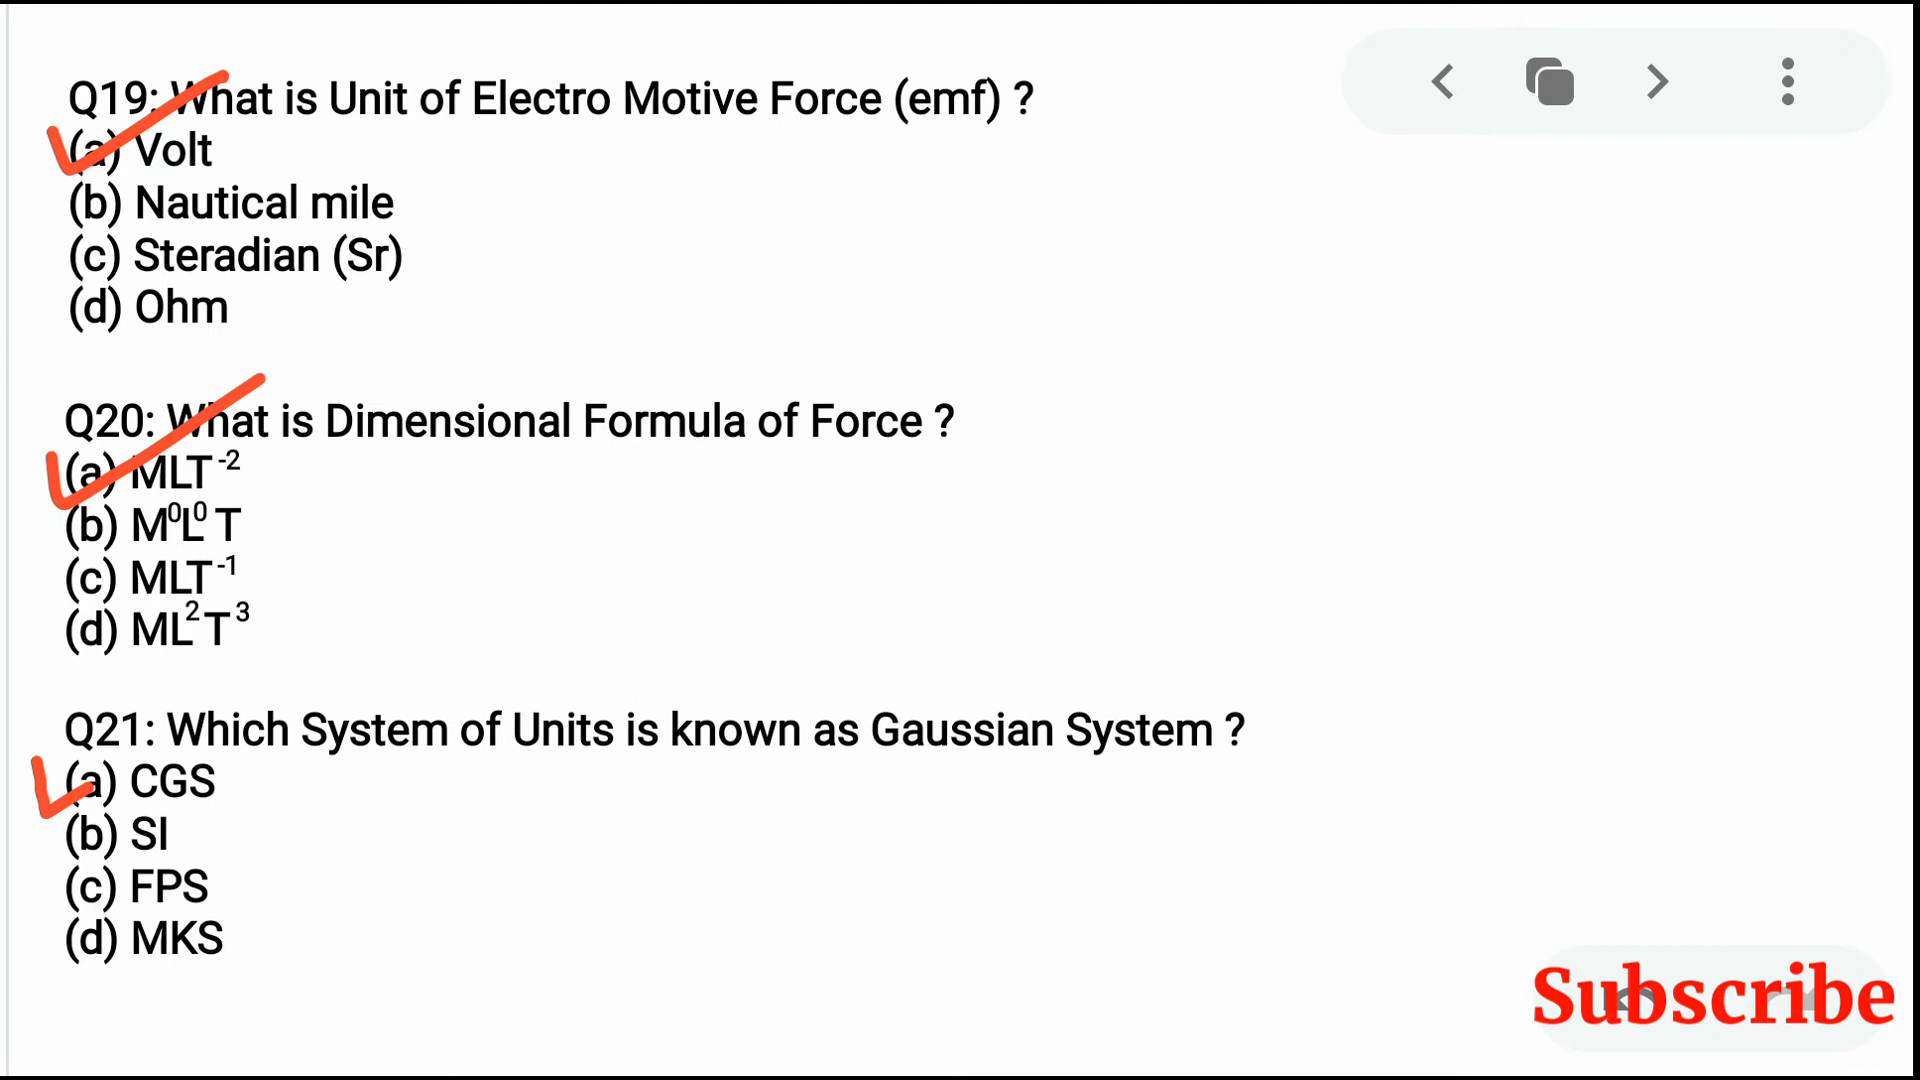 Q19: What is Unit of Electro Motive Force (emf) ?
(a) Volt
(b) Nautical mile
(c) Steradian (Sr)
(d) Ohm
Q20: What is Dimensional Formula of Force ?
(a) MLT⁻²
(b) M⁰L⁰ T
(c) MLT⁻¹
(d) ML²T³
Q21: Which System of Units is known as Gaussian System ?
(a) CGS
(b) SI
(c) FPS
(d) MKS
Subscribe